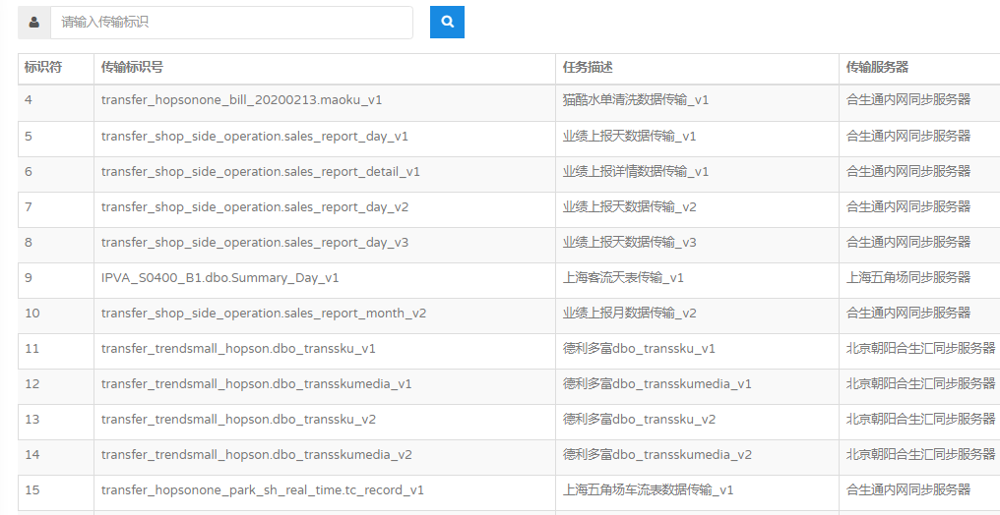 请输入传输标识
标识符 传输标识号 任务描述 传输服务器
4 transfer_hopsonone_bill_20200213.maoku_v1 猫酷水单清洗数据传输_v1 合生通内网同步服务器
5 transfer_shop_side_operation.sales_report_day_v1 业绩上报天数据传输_v1 合生通内网同步服务器
6 transfer_shop_side_operation.sales_report_detail_v1 业绩上报详情数据传输_v1 合生通内网同步服务器
7 transfer_shop_side_operation.sales_report_day_v2 业绩上报天数据传输_v2 合生通内网同步服务器
8 transfer_shop_side_operation.sales_report_day_v3 业绩上报天数据传输_v3 合生通内网同步服务器
9 IPVA_S0400_B1.dbo.Summary_Day_v1 上海客流天表传输_v1 上海五角场同步服务器
10 transfer_shop_side_operation.sales_report_month_v2 业绩上报月数据传输_v2 合生通内网同步服务器
11 transfer_trendsmall_hopson.dbo_transsku_v1 德利多富dbo_transsku_v1 北京朝阳合生汇同步服务器
12 transfer_trendsmall_hopson.dbo_transskumedia_v1 德利多富dbo_transskumedia_v1 北京朝阳合生汇同步服务器
13 transfer_trendsmall_hopson.dbo_transsku_v2 德利多富dbo_transsku_v2 北京朝阳合生汇同步服务器
14 transfer_trendsmall_hopson.dbo_transskumedia_v2 德利多富dbo_transskumedia_v2 北京朝阳合生汇同步服务器
15 transfer_hopsonone_park_sh_real_time.tc_record_v1 上海五角场车流表数据传输_v1 合生通内网同步服务器